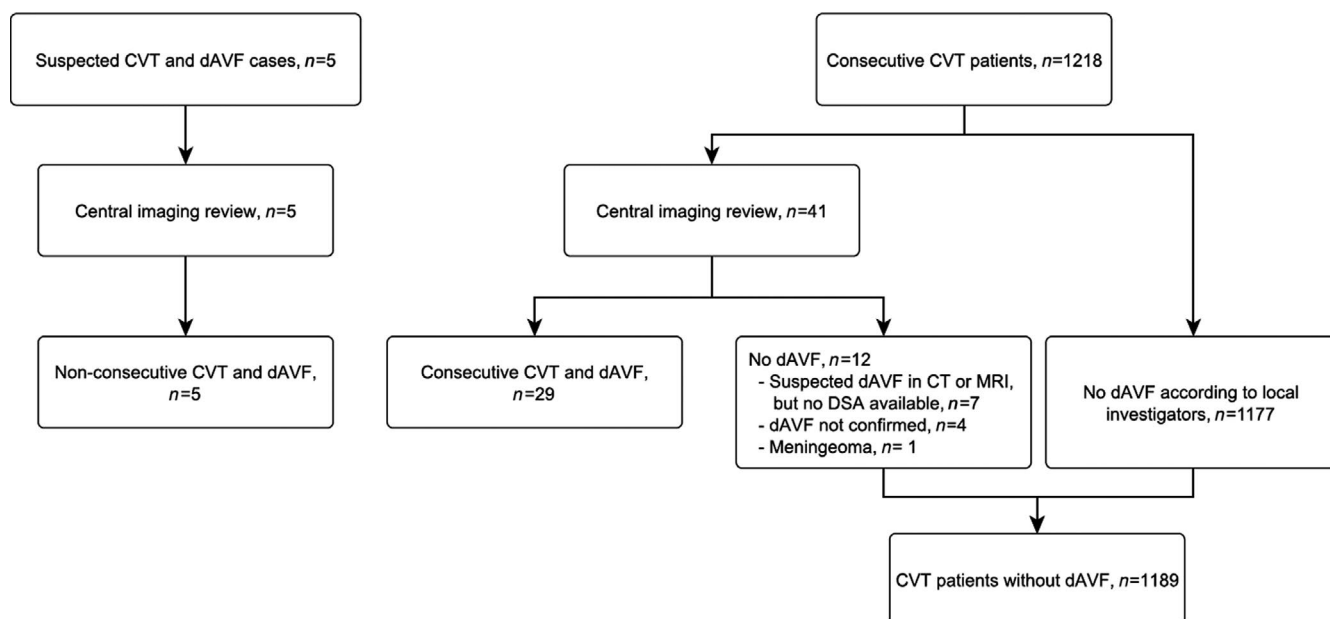 Suspected CVT and dAVF cases, n=5
Consecutive CVT patients, n=1218
Central imaging review, n=5
Central imaging review, n=41
Non-consecutive CVT and dAVF,
n=5
Consecutive CVT and dAVF,
n=29
No dAVF, n=12
- Suspected dAVF in CT or MRI,
but no DSA available, n=7
- dAVF not confirmed, n=4
- Meningeoma, n= 1
No dAVF according to local
investigators, n=1177
CVT patients without dAVF, n=1189